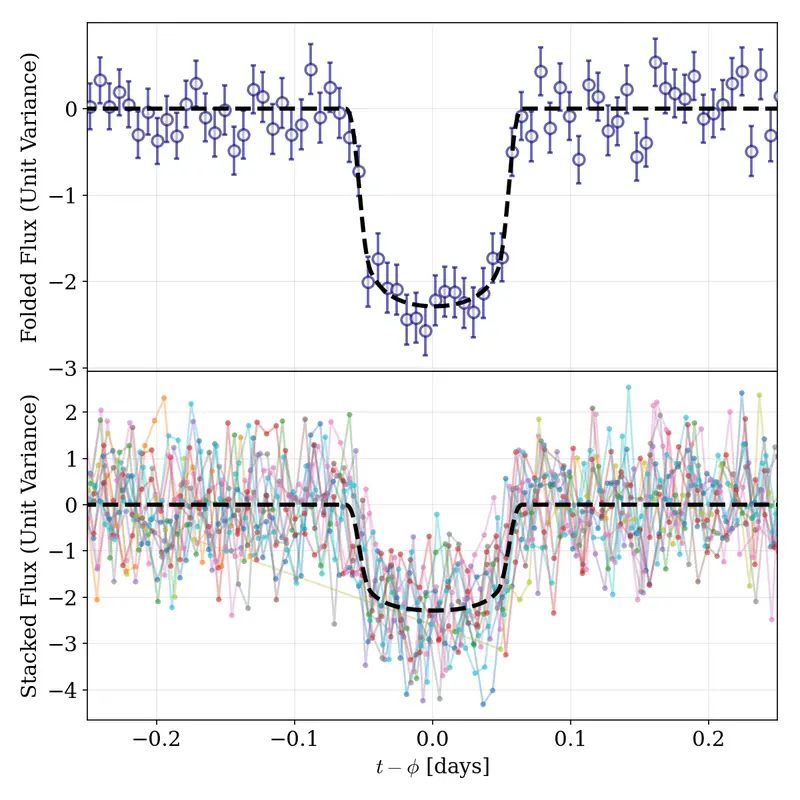 Folded Flux (Unit Variance)
0
−1
−2
−3
Stacked Flux (Unit Variance)
2
1
0
−1
−2
−3
−4
−0.2 −0.1 0.0 0.1 0.2
t − ϕ [days]